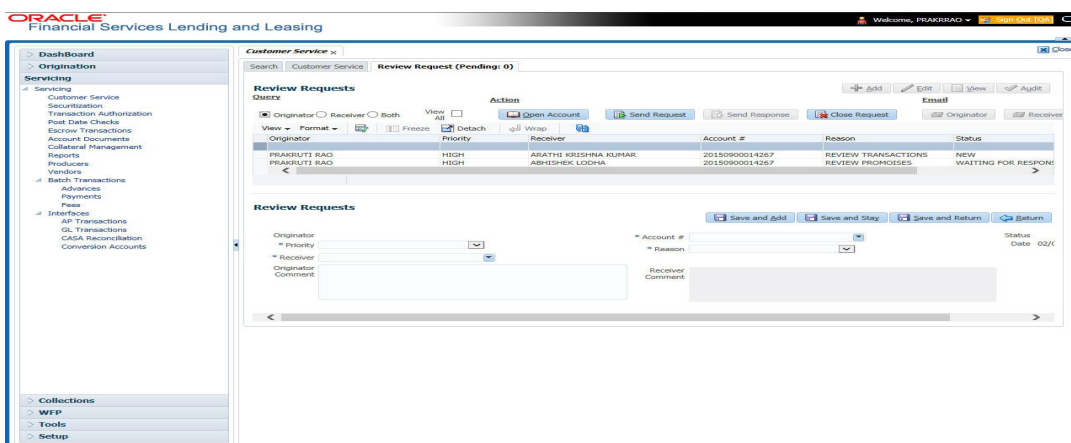 ORACLE
Financial Services Lending and Leasing
Welcome, PRAKRRAO
Sign Out [QA]
Close
DashBoard
Origination
Servicing
Servicing
Customer Service
Securitization
Transaction Authorization
Post Date Checks
Escrow Transactions
Account Documents
Collateral Management
Reports
Producers
Vendors
Batch Transactions
Advances
Payments
Fees
Interfaces
AP Transactions
GL Transactions
CASA Reconciliation
Conversion Accounts
Collections
WFP
Tools
Setup
Customer Service
Search Customer Service Review Request (Pending: 0)
Review Requests
Add Edit View Audit
Query Action Email
Originator Receiver Both View All Open Account Send Request Send Response Close Request Originator Receiver
View Format Freeze Detach Wrap
Originator Priority Receiver Account # Reason Status
PRAKRUTI RAO HIGH ARATHI KRISHNA KUMAR 20150900014267 REVIEW TRANSACTIONS NEW
PRAKRUTI RAO HIGH ABHISHEK LODHA 20150900014267 REVIEW PROMOISES WAITING FOR RESPONS
Review Requests
Save and Add Save and Stay Save and Return Return
Originator * Account # Status
* Priority * Reason Date 02/0
* Receiver
Originator Comment Receiver Comment